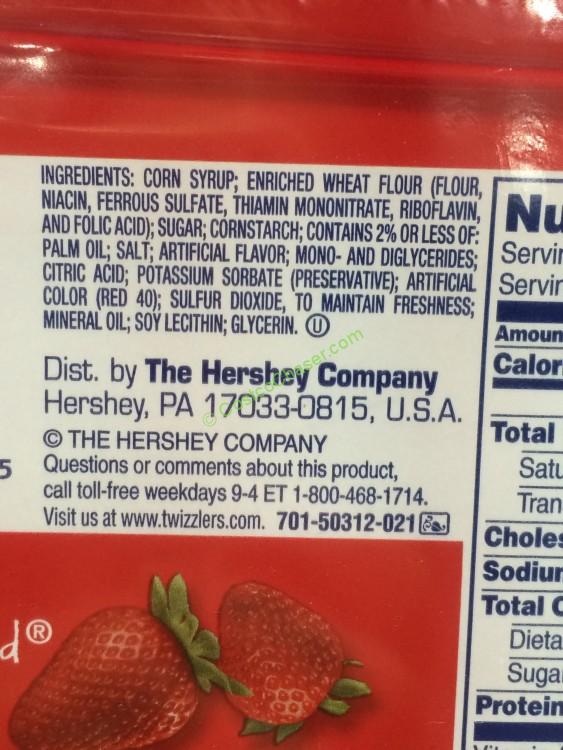 INGREDIENTS: CORN SYRUP; ENRICHED WHEAT FLOUR (FLOUR,
NIACIN, FERROUS SULFATE, THIAMIN MONONITRATE, RIBOFLAVIN,
AND FOLIC ACID); SUGAR; CORNSTARCH; CONTAINS 2% OR LESS OF:
PALM OIL; SALT; ARTIFICIAL FLAVOR; MONO- AND DIGLYCERIDES;
CITRIC ACID; POTASSIUM SORBATE (PRESERVATIVE); ARTIFICIAL
COLOR (RED 40); SULFUR DIOXIDE, TO MAINTAIN FRESHNESS;
MINERAL OIL; SOY LECITHIN; GLYCERIN. U
Dist. by The Hershey Company
Hershey, PA 17033-0815, U.S.A.
© THE HERSHEY COMPANY
Questions or comments about this product,
call toll-free weekdays 9-4 ET 1-800-468-1714.
Visit us at www.twizzlers.com. 701-50312-021
© CostcoChaser.com
5
d®
Nu
Servin
Servin
Amoun
Calor
Total
Satu
Tran
Choles
Sodiur
Total C
Dieta
Suga
Protein